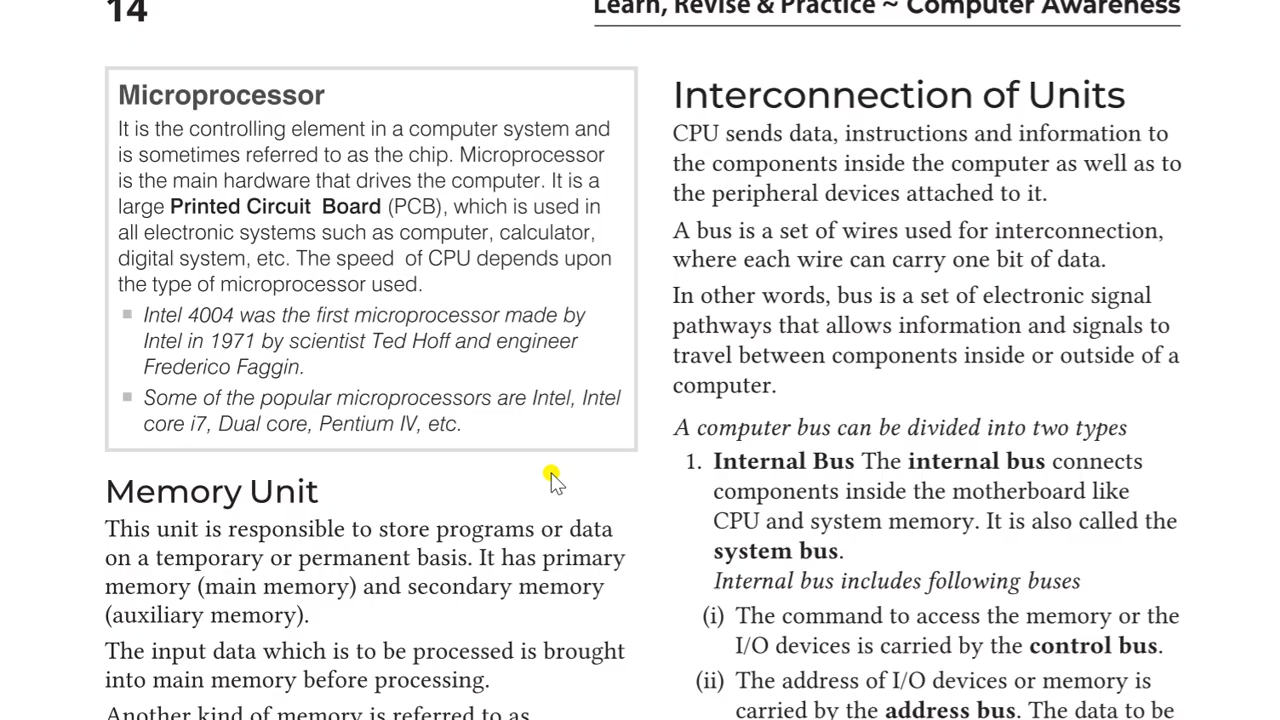 14
Learn, Revise & Practice ~ Computer Awareness
Microprocessor
It is the controlling element in a computer system and
is sometimes referred to as the chip. Microprocessor
is the main hardware that drives the computer. It is a
large Printed Circuit Board (PCB), which is used in
all electronic systems such as computer, calculator,
digital system, etc. The speed of CPU depends upon
the type of microprocessor used.
■ Intel 4004 was the first microprocessor made by
Intel in 1971 by scientist Ted Hoff and engineer
Frederico Faggin.
■ Some of the popular microprocessors are Intel, Intel
core i7, Dual core, Pentium IV, etc.
Memory Unit
This unit is responsible to store programs or data
on a temporary or permanent basis. It has primary
memory (main memory) and secondary memory
(auxiliary memory).
The input data which is to be processed is brought
into main memory before processing.
Another kind of memory is referred to as
Interconnection of Units
CPU sends data, instructions and information to
the components inside the computer as well as to
the peripheral devices attached to it.
A bus is a set of wires used for interconnection,
where each wire can carry one bit of data.
In other words, bus is a set of electronic signal
pathways that allows information and signals to
travel between components inside or outside of a
computer.
A computer bus can be divided into two types
1. Internal Bus The internal bus connects
components inside the motherboard like
CPU and system memory. It is also called the
system bus.
Internal bus includes following buses
(i) The command to access the memory or the
I/O devices is carried by the control bus.
(ii) The address of I/O devices or memory is
carried by the address bus. The data to be